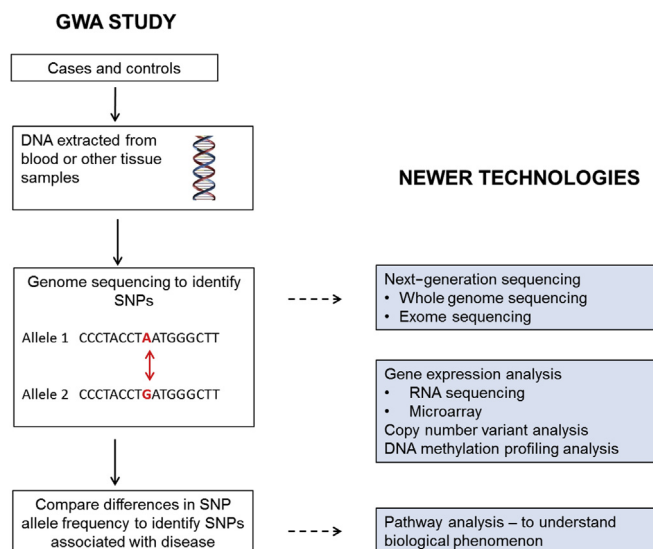 GWA STUDY
Cases and controls
DNA extracted from
blood or other tissue
samples
Genome sequencing to identify
SNPs
Allele 1 CCCTACCTAATGGGCTT
Allele 2 CCCTACCTGATGGGCTT
Compare differences in SNP
allele frequency to identify SNPs
associated with disease
NEWER TECHNOLOGIES
Next–generation sequencing
• Whole genome sequencing
• Exome sequencing
Gene expression analysis
• RNA sequencing
• Microarray
Copy number variant analysis
DNA methylation profiling analysis
Pathway analysis – to understand
biological phenomenon